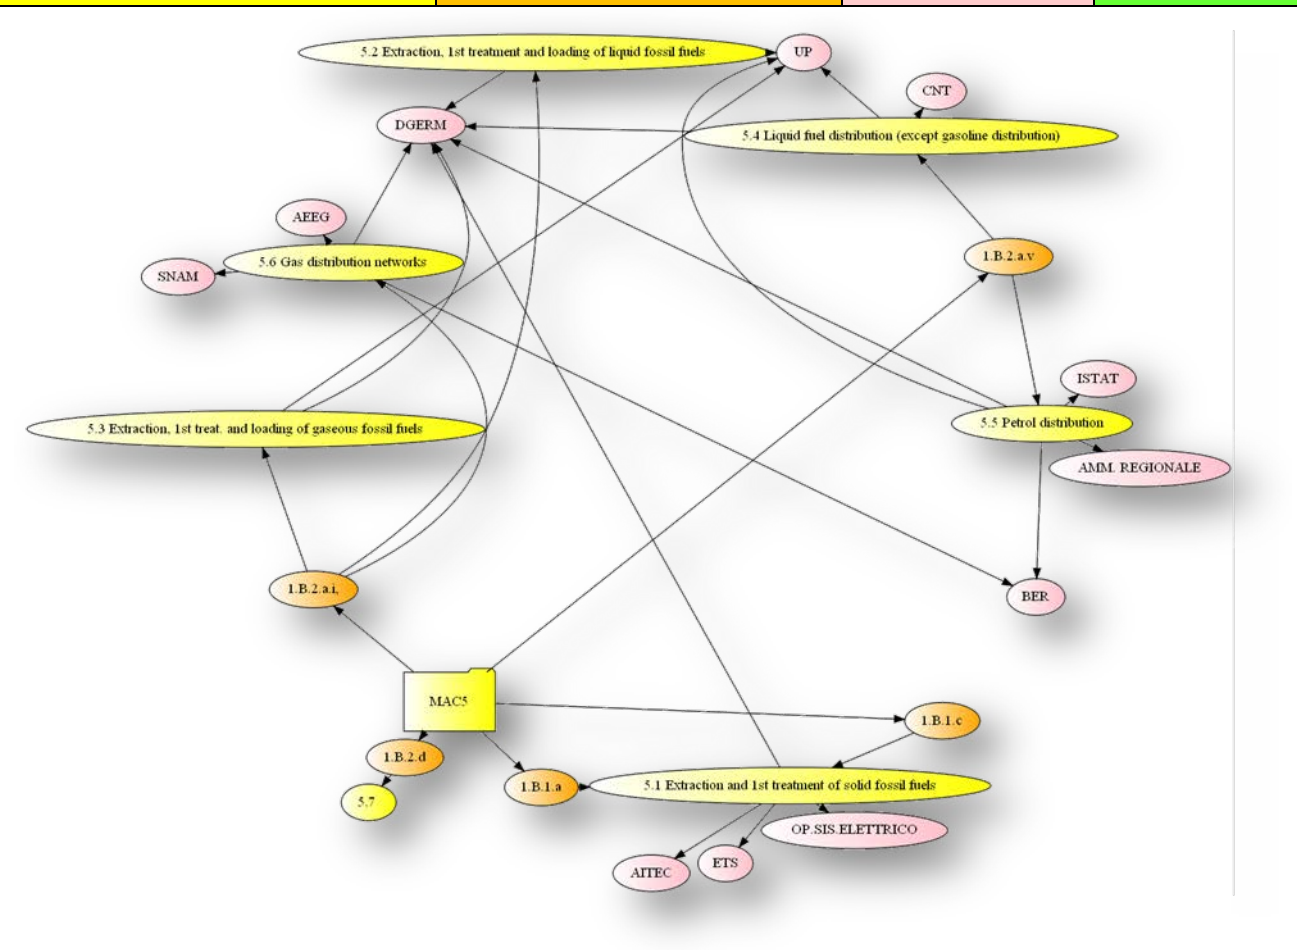 5.2 Extraction, 1st treatment and loading of liquid fossil fuels
UP
CNT
DGERM
5.4 Liquid fuel distribution (except gasoline distribution)
AEEG
5.6 Gas distribution networks
SNAM
1.B.2.a.v
ISTAT
5.5 Petrol distribution
5.3 Extraction, 1st treat. and loading of gaseous fossil fuels
AMM. REGIONALE
1.B.2.a.i,
BER
MAC5
1.B.1.c
1.B.2.d
1.B.1.a
5.1 Extraction and 1st treatment of solid fossil fuels
5.7
OP.SIS.ELETTRICO
ETS
AITEC